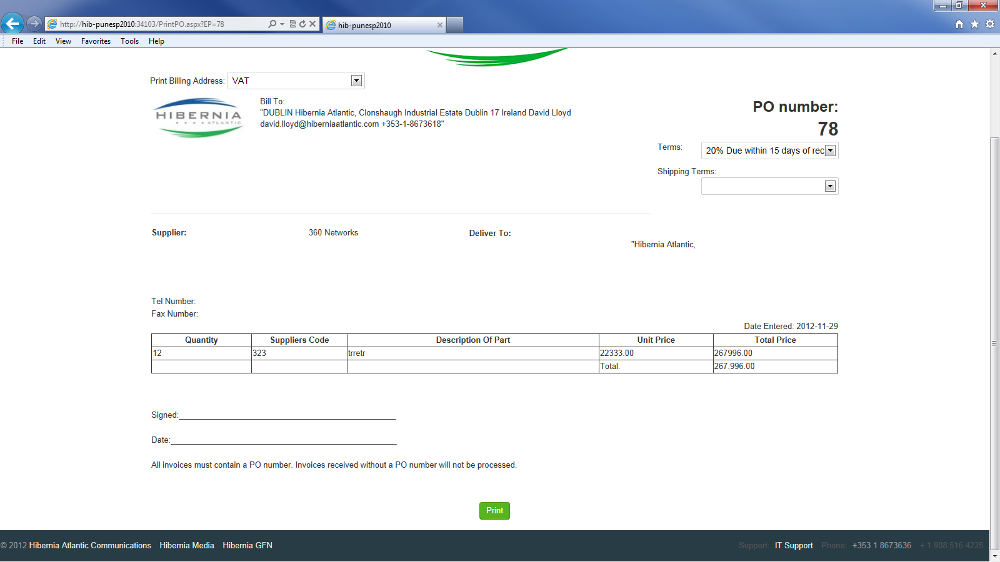 http://hib-punesp2010:34103/PrintPO.aspx?EP=78
hib-punesp2010
File Edit View Favorites Tools Help
Print Billing Address: VAT
HIBERNIA
ATLANTIC
Bill To:
"DUBLIN Hibernia Atlantic, Clonshaugh Industrial Estate Dublin 17 Ireland David Lloyd
david.lloyd@hiberniaatlantic.com +353-1-8673618"
PO number:
78
Terms: 20% Due within 15 days of rec
Shipping Terms:
Supplier: 360 Networks Deliver To:
"Hibernia Atlantic,
Tel Number:
Fax Number:
Date Entered: 2012-11-29
Quantity Suppliers Code Description Of Part Unit Price Total Price
12 323 trretr 22333.00 267996.00
Total: 267,996.00
Signed:
Date:
All invoices must contain a PO number. Invoices received without a PO number will not be processed.
Print
© 2012 Hibernia Atlantic Communications Hibernia Media Hibernia GFN Support: IT Support Phone: +353 1 8673636 + 1 908 516 4225